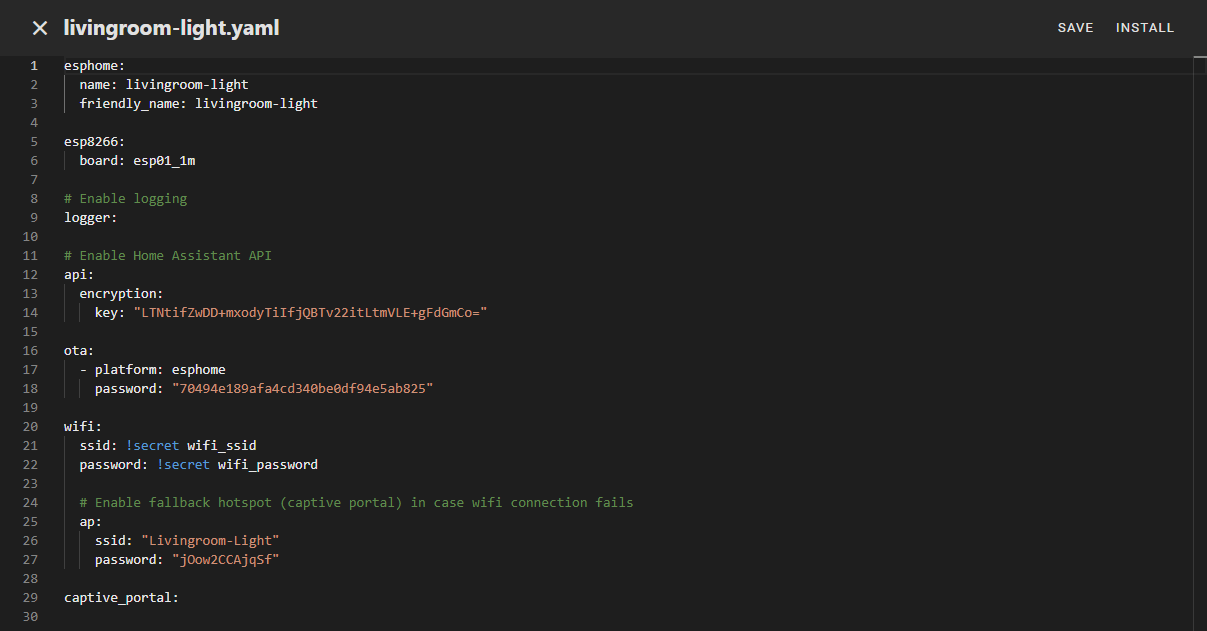 livingroom-light.yaml
SAVE INSTALL
1 esphome:
2 name: livingroom-light
3 friendly_name: livingroom-light
4
5 esp8266:
6 board: esp01_1m
7
8 # Enable logging
9 logger:
10
11 # Enable Home Assistant API
12 api:
13 encryption:
14 key: "LTNtifZwDD+mxodyTiIfjQBTv22itLtmVLE+gFdGmCo="
15
16 ota:
17 - platform: esphome
18 password: "70494e189afa4cd340be0df94e5ab825"
19
20 wifi:
21 ssid: !secret wifi_ssid
22 password: !secret wifi_password
23
24 # Enable fallback hotspot (captive portal) in case wifi connection fails
25 ap:
26 ssid: "Livingroom-Light"
27 password: "jOow2CCAjqSf"
28
29 captive_portal:
30